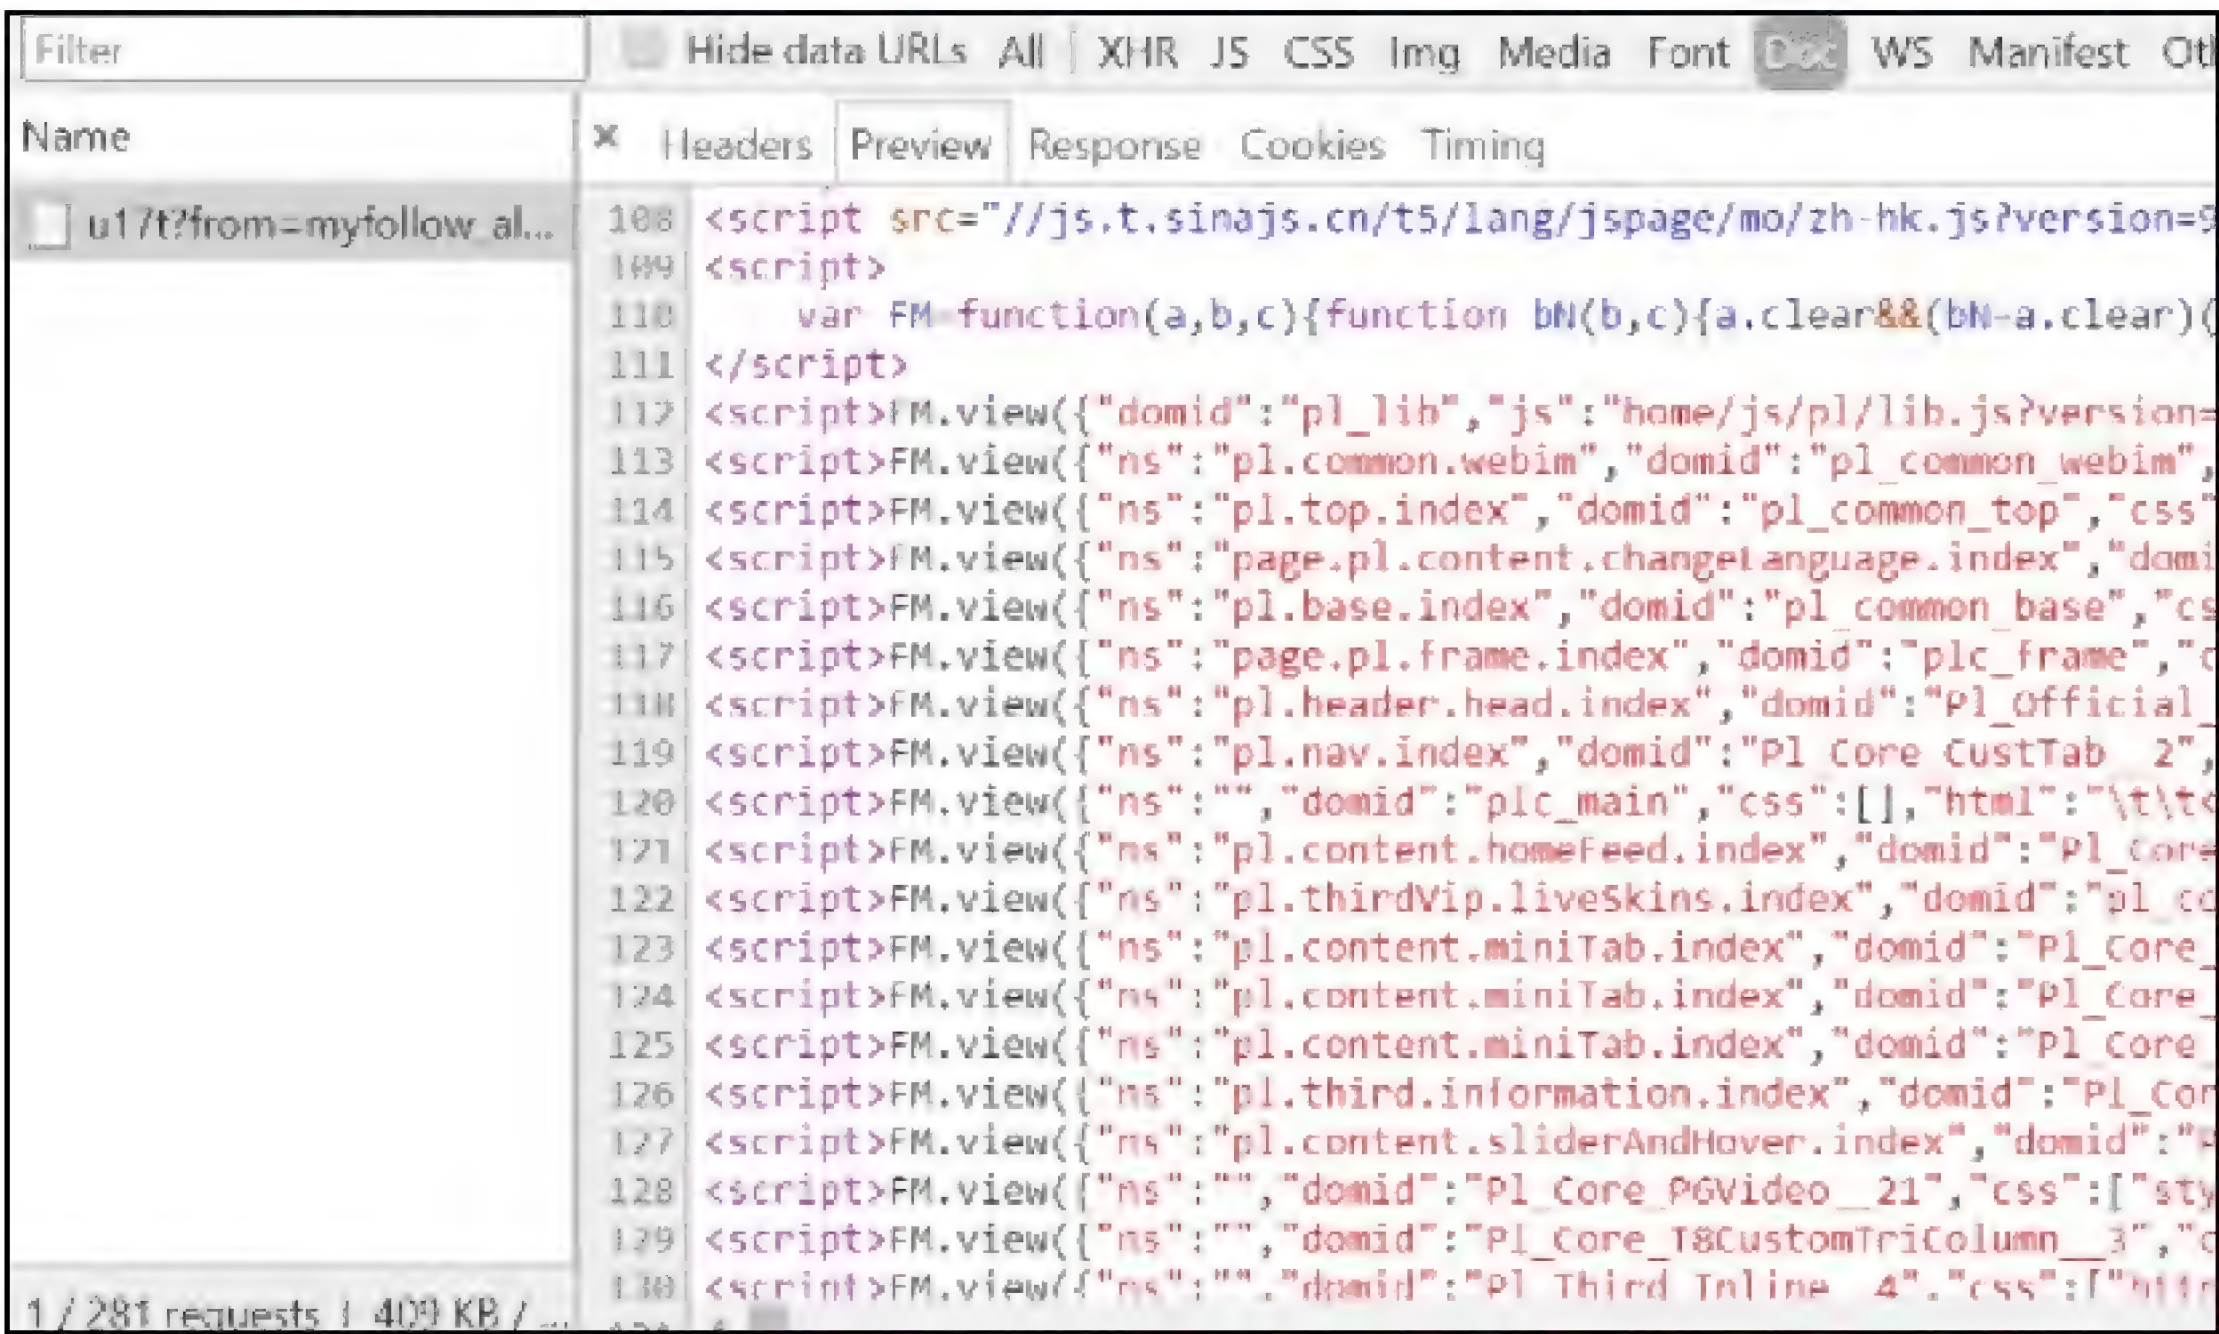 Filter
Hide data URLs All XHR JS CSS Img Media Font Doc WS Manifest Oth
Name
× Headers Preview Response Cookies Timing
u17t?from=myfollow_al...
108 <script src="//js.t.sinajs.cn/t5/lang/jspage/mo/zh-hk.js?version=9
109 <script>
110 var FM=function(a,b,c){function bN(b,c){a.clear&&(bN=a.clear)(
111 </script>
112 <script>FM.view({"domid":"pl_lib","js":"home/js/pl/lib.js?version=
113 <script>FM.view({"ns":"pl.common.webim","domid":"pl_common_webim",
114 <script>FM.view({"ns":"pl.top.index","domid":"pl_common_top","css"
115 <script>FM.view({"ns":"page.pl.content.changeLanguage.index","domi
116 <script>FM.view({"ns":"pl.base.index","domid":"pl_common_base","cs
117 <script>FM.view({"ns":"page.pl.frame.index","domid":"plc_frame","c
118 <script>FM.view({"ns":"pl.header.head.index","domid":"Pl_Official_
119 <script>FM.view({"ns":"pl.nav.index","domid":"Pl_Core_CustTab__2",
120 <script>FM.view({"ns":"","domid":"plc_main","css":[],"html":"\t\t<
121 <script>FM.view({"ns":"pl.content.homeFeed.index","domid":"Pl_Core
122 <script>FM.view({"ns":"pl.thirdVip.liveSkins.index","domid":"pl_co
123 <script>FM.view({"ns":"pl.content.miniTab.index","domid":"Pl_Core_
124 <script>FM.view({"ns":"pl.content.miniTab.index","domid":"Pl_Core_
125 <script>FM.view({"ns":"pl.content.miniTab.index","domid":"Pl_Core_
126 <script>FM.view({"ns":"pl.third.information.index","domid":"Pl_Cor
127 <script>FM.view({"ns":"pl.content.sliderAndHover.index","domid":"P
128 <script>FM.view({"ns":"","domid":"Pl_Core_PGVideo__21","css":["sty
129 <script>FM.view({"ns":"","domid":"Pl_Core_T8CustomTriColumn__3","c
130 <script>FM.view({"ns":"","domid":"Pl_Third_Inline__4","css":["
1 / 281 requests | 409 KB / ...